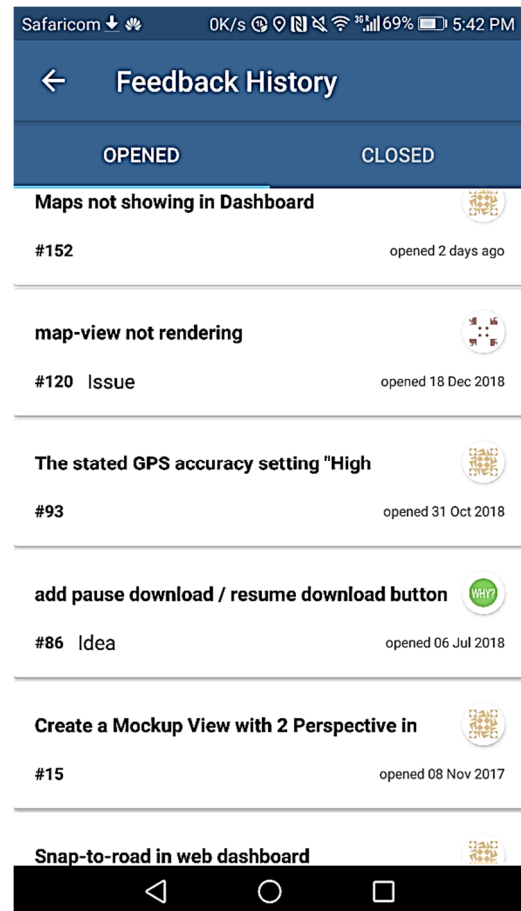 Safaricom 0K/s 3G 69% 5:42 PM
Feedback History
OPENED CLOSED
Maps not showing in Dashboard
#152 opened 2 days ago
map-view not rendering
#120 Issue opened 18 Dec 2018
The stated GPS accuracy setting "High
#93 opened 31 Oct 2018
add pause download / resume download button WHY?
#86 Idea opened 06 Jul 2018
Create a Mockup View with 2 Perspective in
#15 opened 08 Nov 2017
Snap-to-road in web dashboard